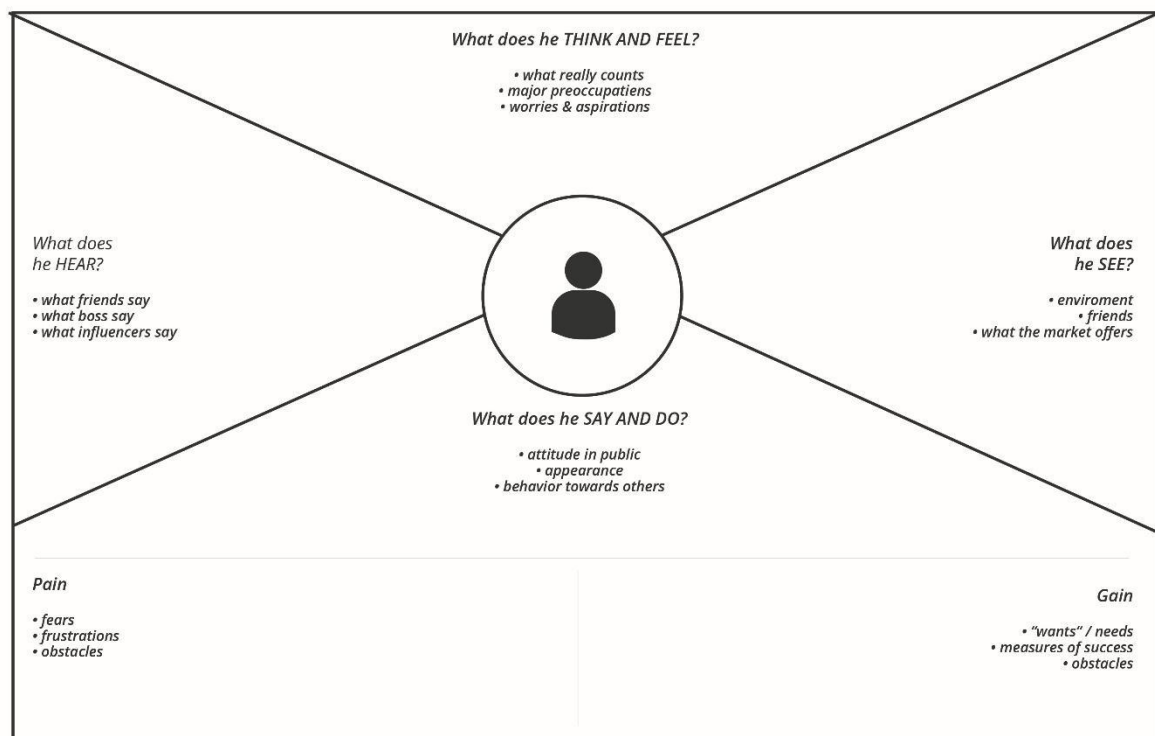 What does he THINK AND FEEL?
• what really counts
• major preoccupatiens
• worries & aspirations
What does
he HEAR?
• what friends say
• what boss say
• what influencers say
What does
he SEE?
• enviroment
• friends
• what the market offers
What does he SAY AND DO?
• attitude in public
• appearance
• behavior towards others
Pain
• fears
• frustrations
• obstacles
Gain
• “wants” / needs
• measures of success
• obstacles